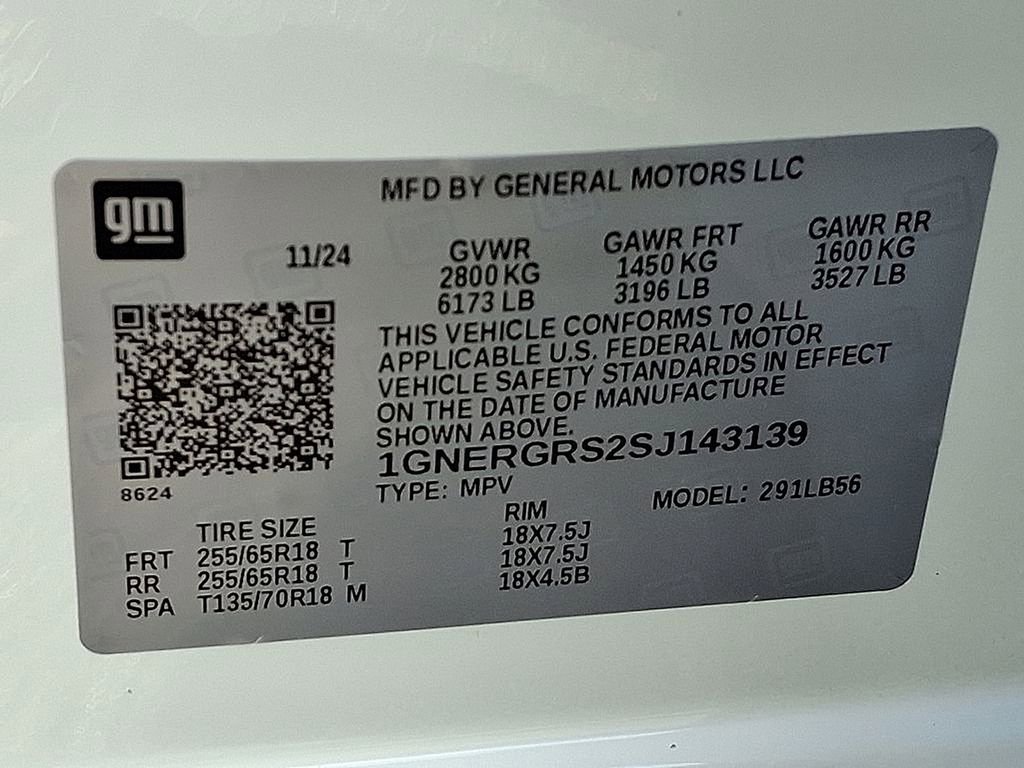 gm
MFD BY GENERAL MOTORS LLC
11/24
GVWR GAWR FRT GAWR RR
2800 KG 1450 KG 1600 KG
6173 LB 3196 LB 3527 LB
THIS VEHICLE CONFORMS TO ALL
APPLICABLE U.S. FEDERAL MOTOR
VEHICLE SAFETY STANDARDS IN EFFECT
ON THE DATE OF MANUFACTURE
SHOWN ABOVE.
1GNERGRS2SJ143139
8624
TYPE: MPV MODEL: 291LB56
TIRE SIZE RIM
FRT 255/65R18 T 18X7.5J
RR 255/65R18 T 18X7.5J
SPA T135/70R18 M 18X4.5B